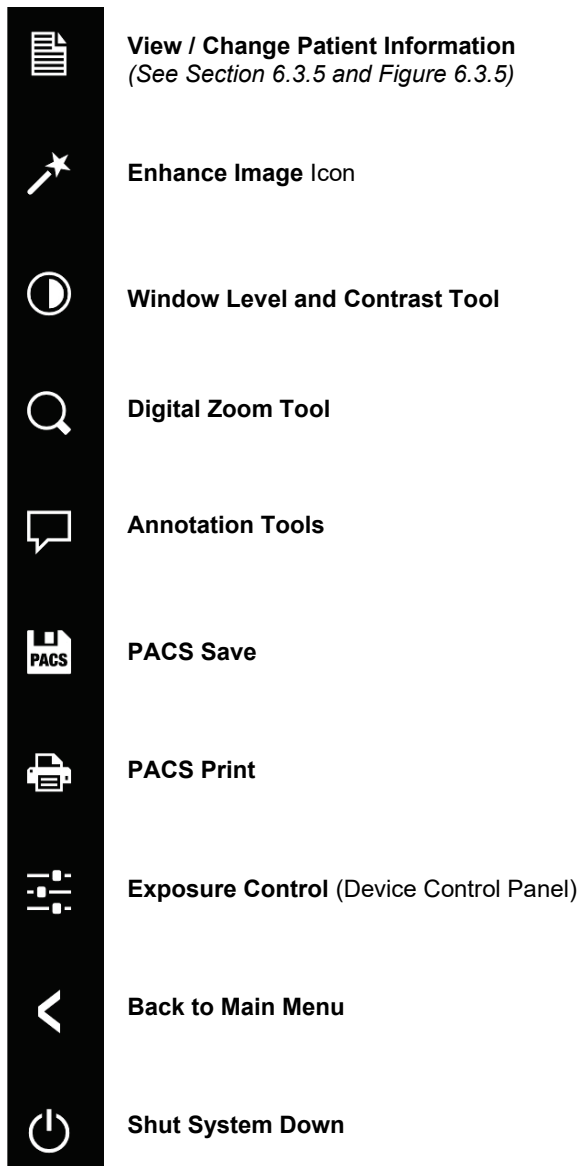 View / Change Patient Information
(See Section 6.3.5 and Figure 6.3.5)
Enhance Image Icon
Window Level and Contrast Tool
Digital Zoom Tool
Annotation Tools
PACS
PACS Save
PACS Print
Exposure Control (Device Control Panel)
Back to Main Menu
Shut System Down